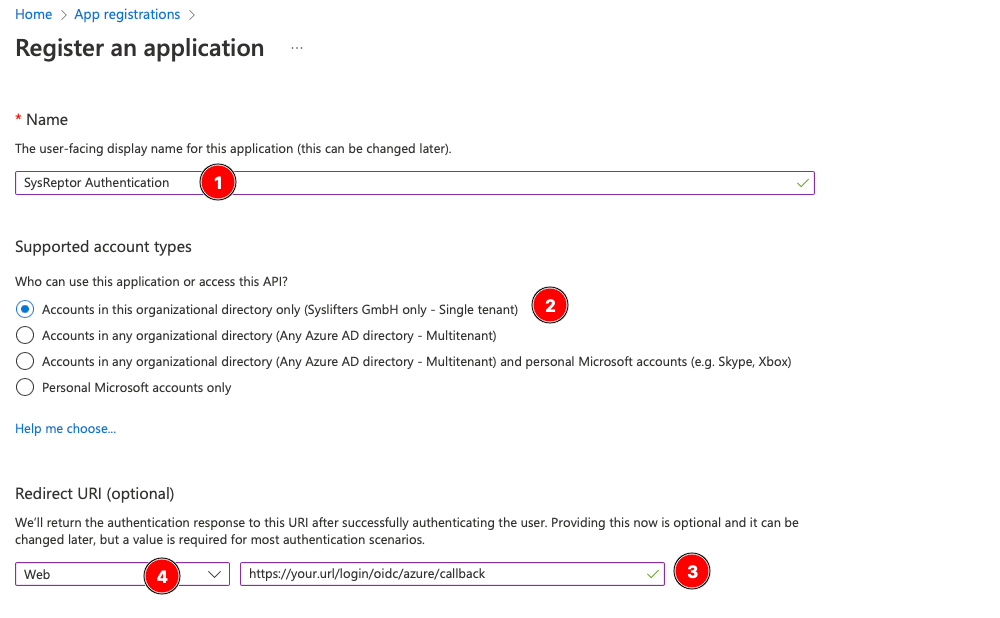 Home > App registrations >
Register an application ...
* Name
The user-facing display name for this application (this can be changed later).
SysReptor Authentication 1
Supported account types
Who can use this application or access this API?
Accounts in this organizational directory only (Syslifters GmbH only - Single tenant) 2
Accounts in any organizational directory (Any Azure AD directory - Multitenant)
Accounts in any organizational directory (Any Azure AD directory - Multitenant) and personal Microsoft accounts (e.g. Skype, Xbox)
Personal Microsoft accounts only
Help me choose...
Redirect URI (optional)
We'll return the authentication response to this URI after successfully authenticating the user. Providing this now is optional and it can be
changed later, but a value is required for most authentication scenarios.
Web 4 https://your.url/login/oidc/azure/callback 3